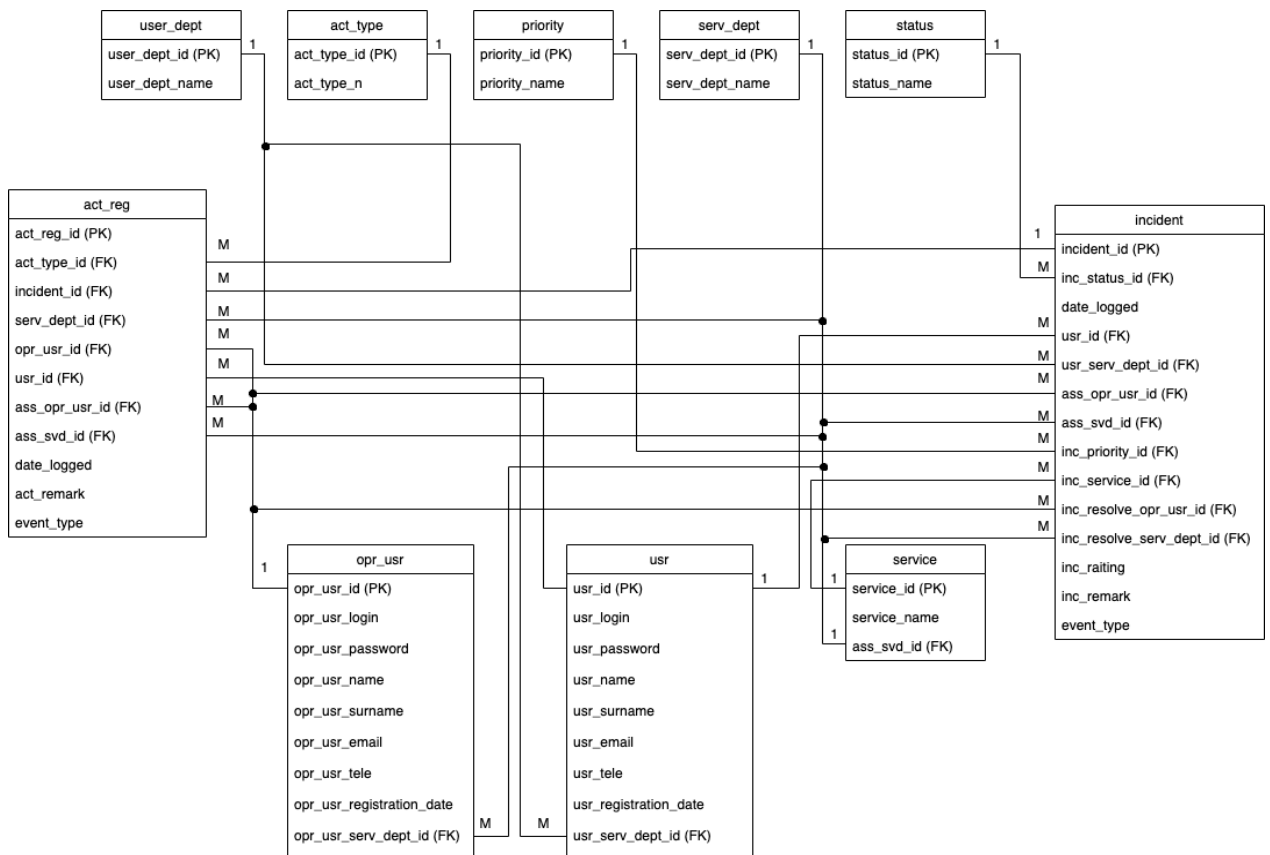 user_dept
user_dept_id (PK)
user_dept_name
1
act_type
act_type_id (PK)
act_type_n
1
priority
priority_id (PK)
priority_name
1
serv_dept
serv_dept_id (PK)
serv_dept_name
1
status
status_id (PK)
status_name
1
act_reg
act_reg_id (PK)
act_type_id (FK)
incident_id (FK)
serv_dept_id (FK)
opr_usr_id (FK)
usr_id (FK)
ass_opr_usr_id (FK)
ass_svd_id (FK)
date_logged
act_remark
event_type
M
M
M
M
M
M
M
incident
incident_id (PK)
inc_status_id (FK)
date_logged
usr_id (FK)
usr_serv_dept_id (FK)
ass_opr_usr_id (FK)
ass_svd_id (FK)
inc_priority_id (FK)
inc_service_id (FK)
inc_resolve_opr_usr_id (FK)
inc_resolve_serv_dept_id (FK)
inc_raiting
inc_remark
event_type
1
M
M
M
M
M
M
M
M
M
opr_usr
opr_usr_id (PK)
opr_usr_login
opr_usr_password
opr_usr_name
opr_usr_surname
opr_usr_email
opr_usr_tele
opr_usr_registration_date
opr_usr_serv_dept_id (FK)
1
M
usr
usr_id (PK)
usr_login
usr_password
usr_name
usr_surname
usr_email
usr_tele
usr_registration_date
usr_serv_dept_id (FK)
1
M
service
service_id (PK)
service_name
ass_svd_id (FK)
1
1